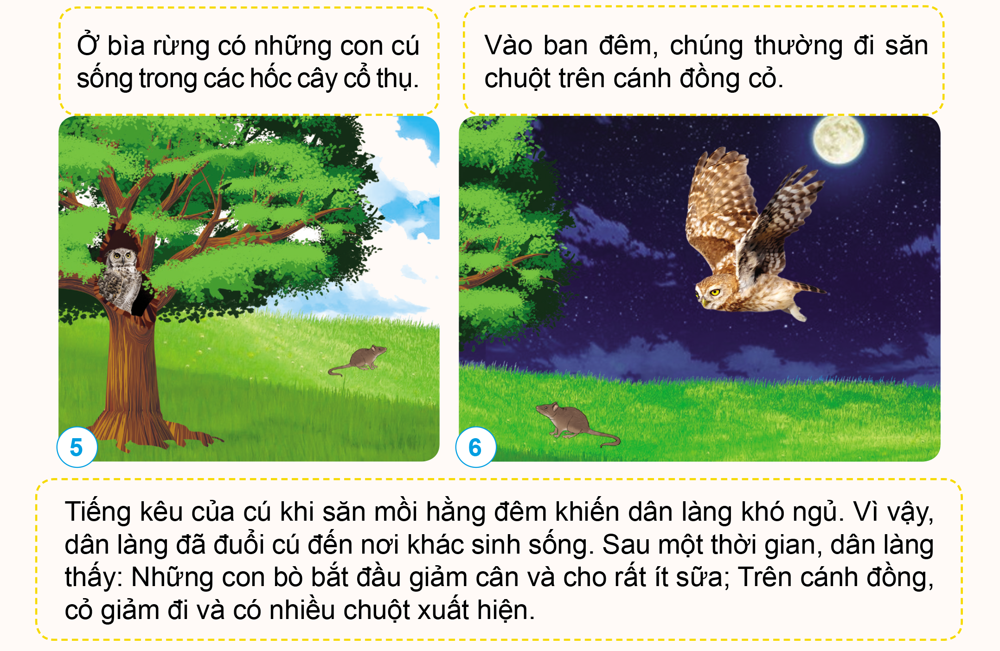 Ở bìa rừng có những con cú
sống trong các hốc cây cổ thụ.
Vào ban đêm, chúng thường đi săn
chuột trên cánh đồng cỏ.
5
6
Tiếng kêu của cú khi săn mồi hằng đêm khiến dân làng khó ngủ. Vì vậy,
dân làng đã đuổi cú đến nơi khác sinh sống. Sau một thời gian, dân làng
thấy: Những con bò bắt đầu giảm cân và cho rất ít sữa; Trên cánh đồng,
cỏ giảm đi và có nhiều chuột xuất hiện.